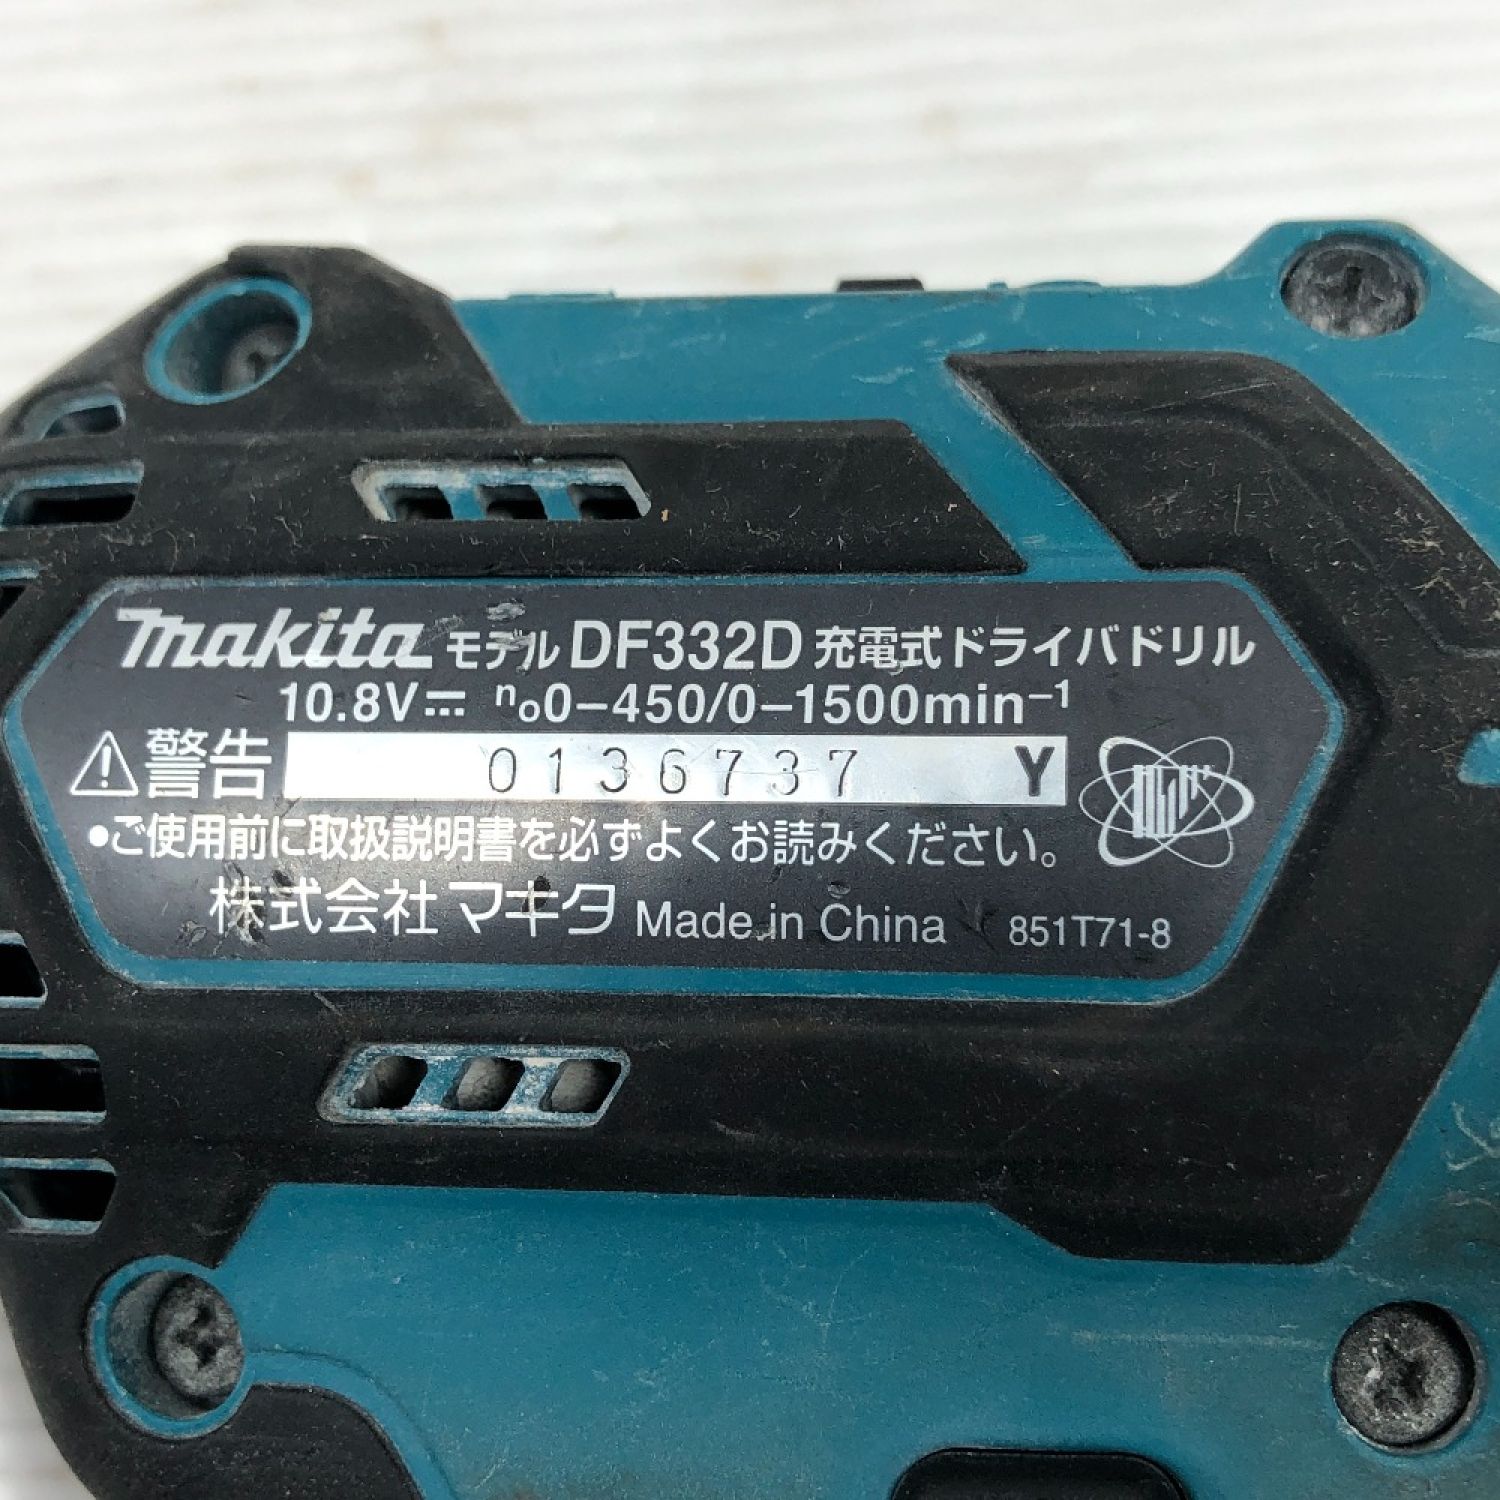 makita モデル DF332D 充電式ドライバドリル
10.8V⎓ n₀0-450/0-1500min⁻¹
⚠警告 0136737 Y
•ご使用前に取扱説明書を必ずよくお読みください。
株式会社マキタ Made in China 851T71-8